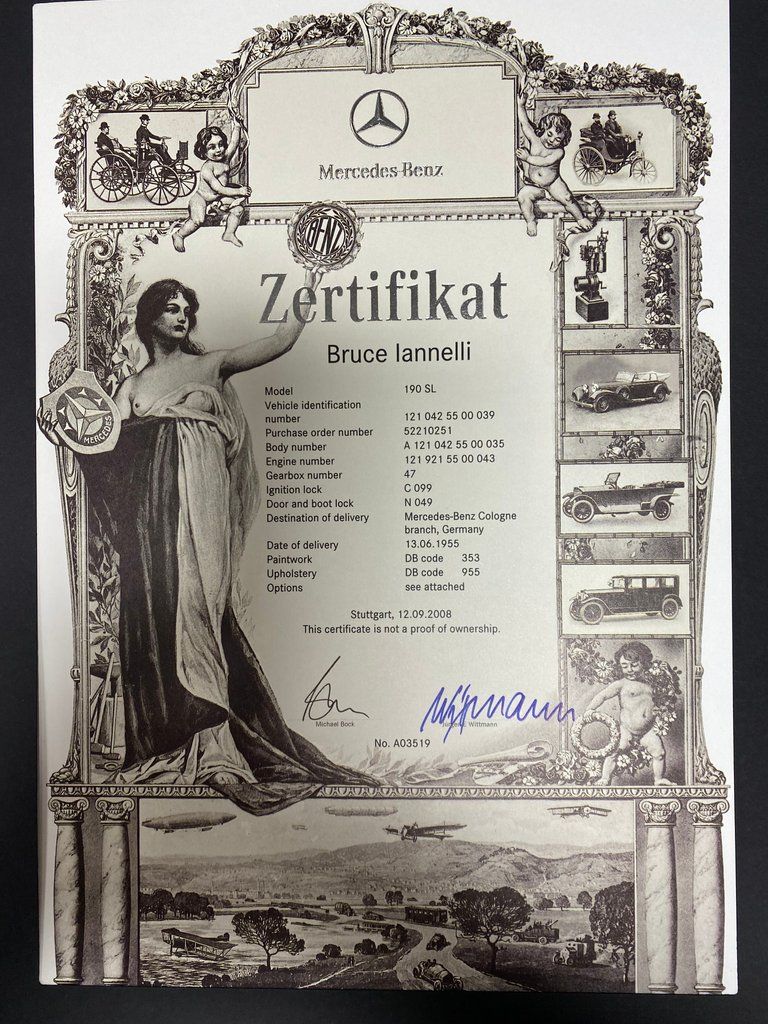 Mercedes-Benz
BENZ
Zertifikat
Bruce Iannelli
MERCEDES
Model 190 SL
Vehicle identification
number 121 042 55 00 039
Purchase order number 52210251
Body number A 121 042 55 00 035
Engine number 121 921 55 00 043
Gearbox number 47
Ignition lock C 099
Door and boot lock N 049
Destination of delivery Mercedes-Benz Cologne
branch, Germany
Date of delivery 13.06.1955
Paintwork DB code 353
Upholstery DB code 955
Options see attached
Stuttgart, 12.09.2008
This certificate is not a proof of ownership.
Wittmann
Michael Bock
Wittmann
No. A03519